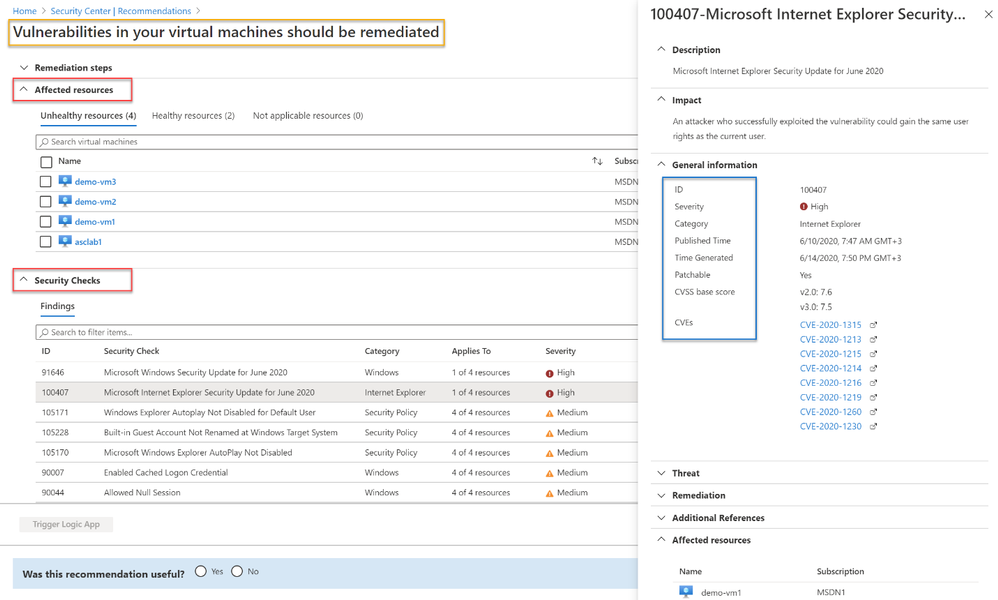 Home > Security Center | Recommendations >
Vulnerabilities in your virtual machines should be remediated
Remediation steps
Affected resources
Unhealthy resources (4) Healthy resources (2) Not applicable resources (0)
Search virtual machines
Name Subsc
demo-vm3 MSDN
demo-vm2 MSDN
demo-vm1 MSDN
asclab1 MSDN
Security Checks
Findings
Search to filter items...
ID Security Check Category Applies To Severity
91646 Microsoft Windows Security Update for June 2020 Windows 1 of 4 resources High
100407 Microsoft Internet Explorer Security Update for June 2020 Internet Explorer 1 of 4 resources High
105171 Windows Explorer Autoplay Not Disabled for Default User Security Policy 4 of 4 resources Medium
105228 Built-in Guest Account Not Renamed at Windows Target System Security Policy 4 of 4 resources Medium
105170 Microsoft Windows Explorer AutoPlay Not Disabled Security Policy 4 of 4 resources Medium
90007 Enabled Cached Logon Credential Windows 4 of 4 resources Medium
90044 Allowed Null Session Windows 4 of 4 resources Medium
Trigger Logic App
Was this recommendation useful? Yes No
100407-Microsoft Internet Explorer Security...
Description
Microsoft Internet Explorer Security Update for June 2020
Impact
An attacker who successfully exploited the vulnerability could gain the same user
rights as the current user.
General information
ID 100407
Severity High
Category Internet Explorer
Published Time 6/10/2020, 7:47 AM GMT+3
Time Generated 6/14/2020, 7:50 PM GMT+3
Patchable Yes
CVSS base score v2.0: 7.6
v3.0: 7.5
CVEs CVE-2020-1315
CVE-2020-1213
CVE-2020-1215
CVE-2020-1214
CVE-2020-1216
CVE-2020-1219
CVE-2020-1260
CVE-2020-1230
Threat
Remediation
Additional References
Affected resources
Name Subscription
demo-vm1 MSDN1